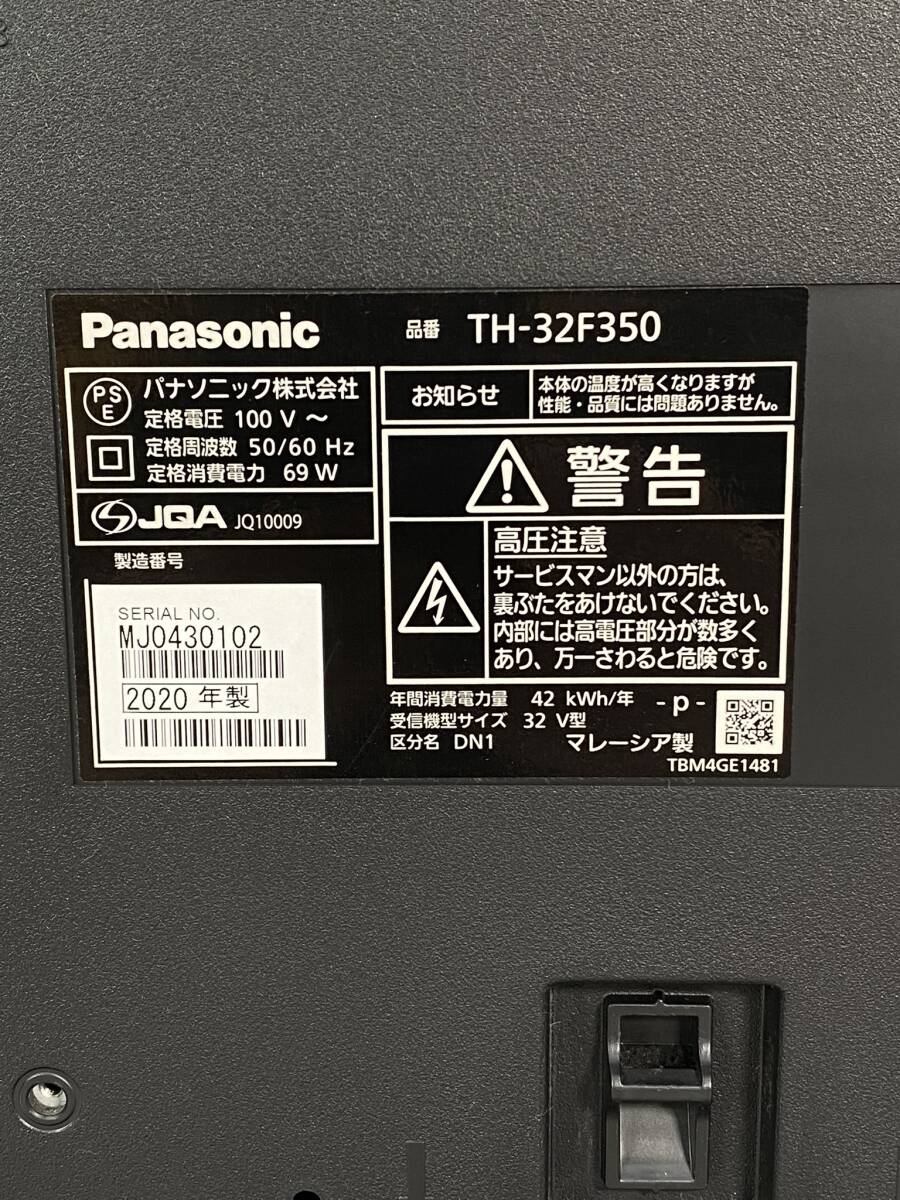 Panasonic
品番 TH-32F350
PS
E
パナソニック株式会社
定格電圧 100 V ～
定格周波数 50/60 Hz
定格消費電力 69 W
JQA JQ10009
製造番号
SERIAL NO.
MJ0430102
2020 年製
お知らせ
本体の温度が高くなりますが
性能・品質には問題ありません。
警告
高圧注意
サービスマン以外の方は、
裏ぶたをあけないでください。
内部には高電圧部分が数多く
あり、万一さわると危険です。
年間消費電力量 42 kWh/年 -p-
受信機型サイズ 32 V型
区分名 DN1 マレーシア製
TBM4GE1481